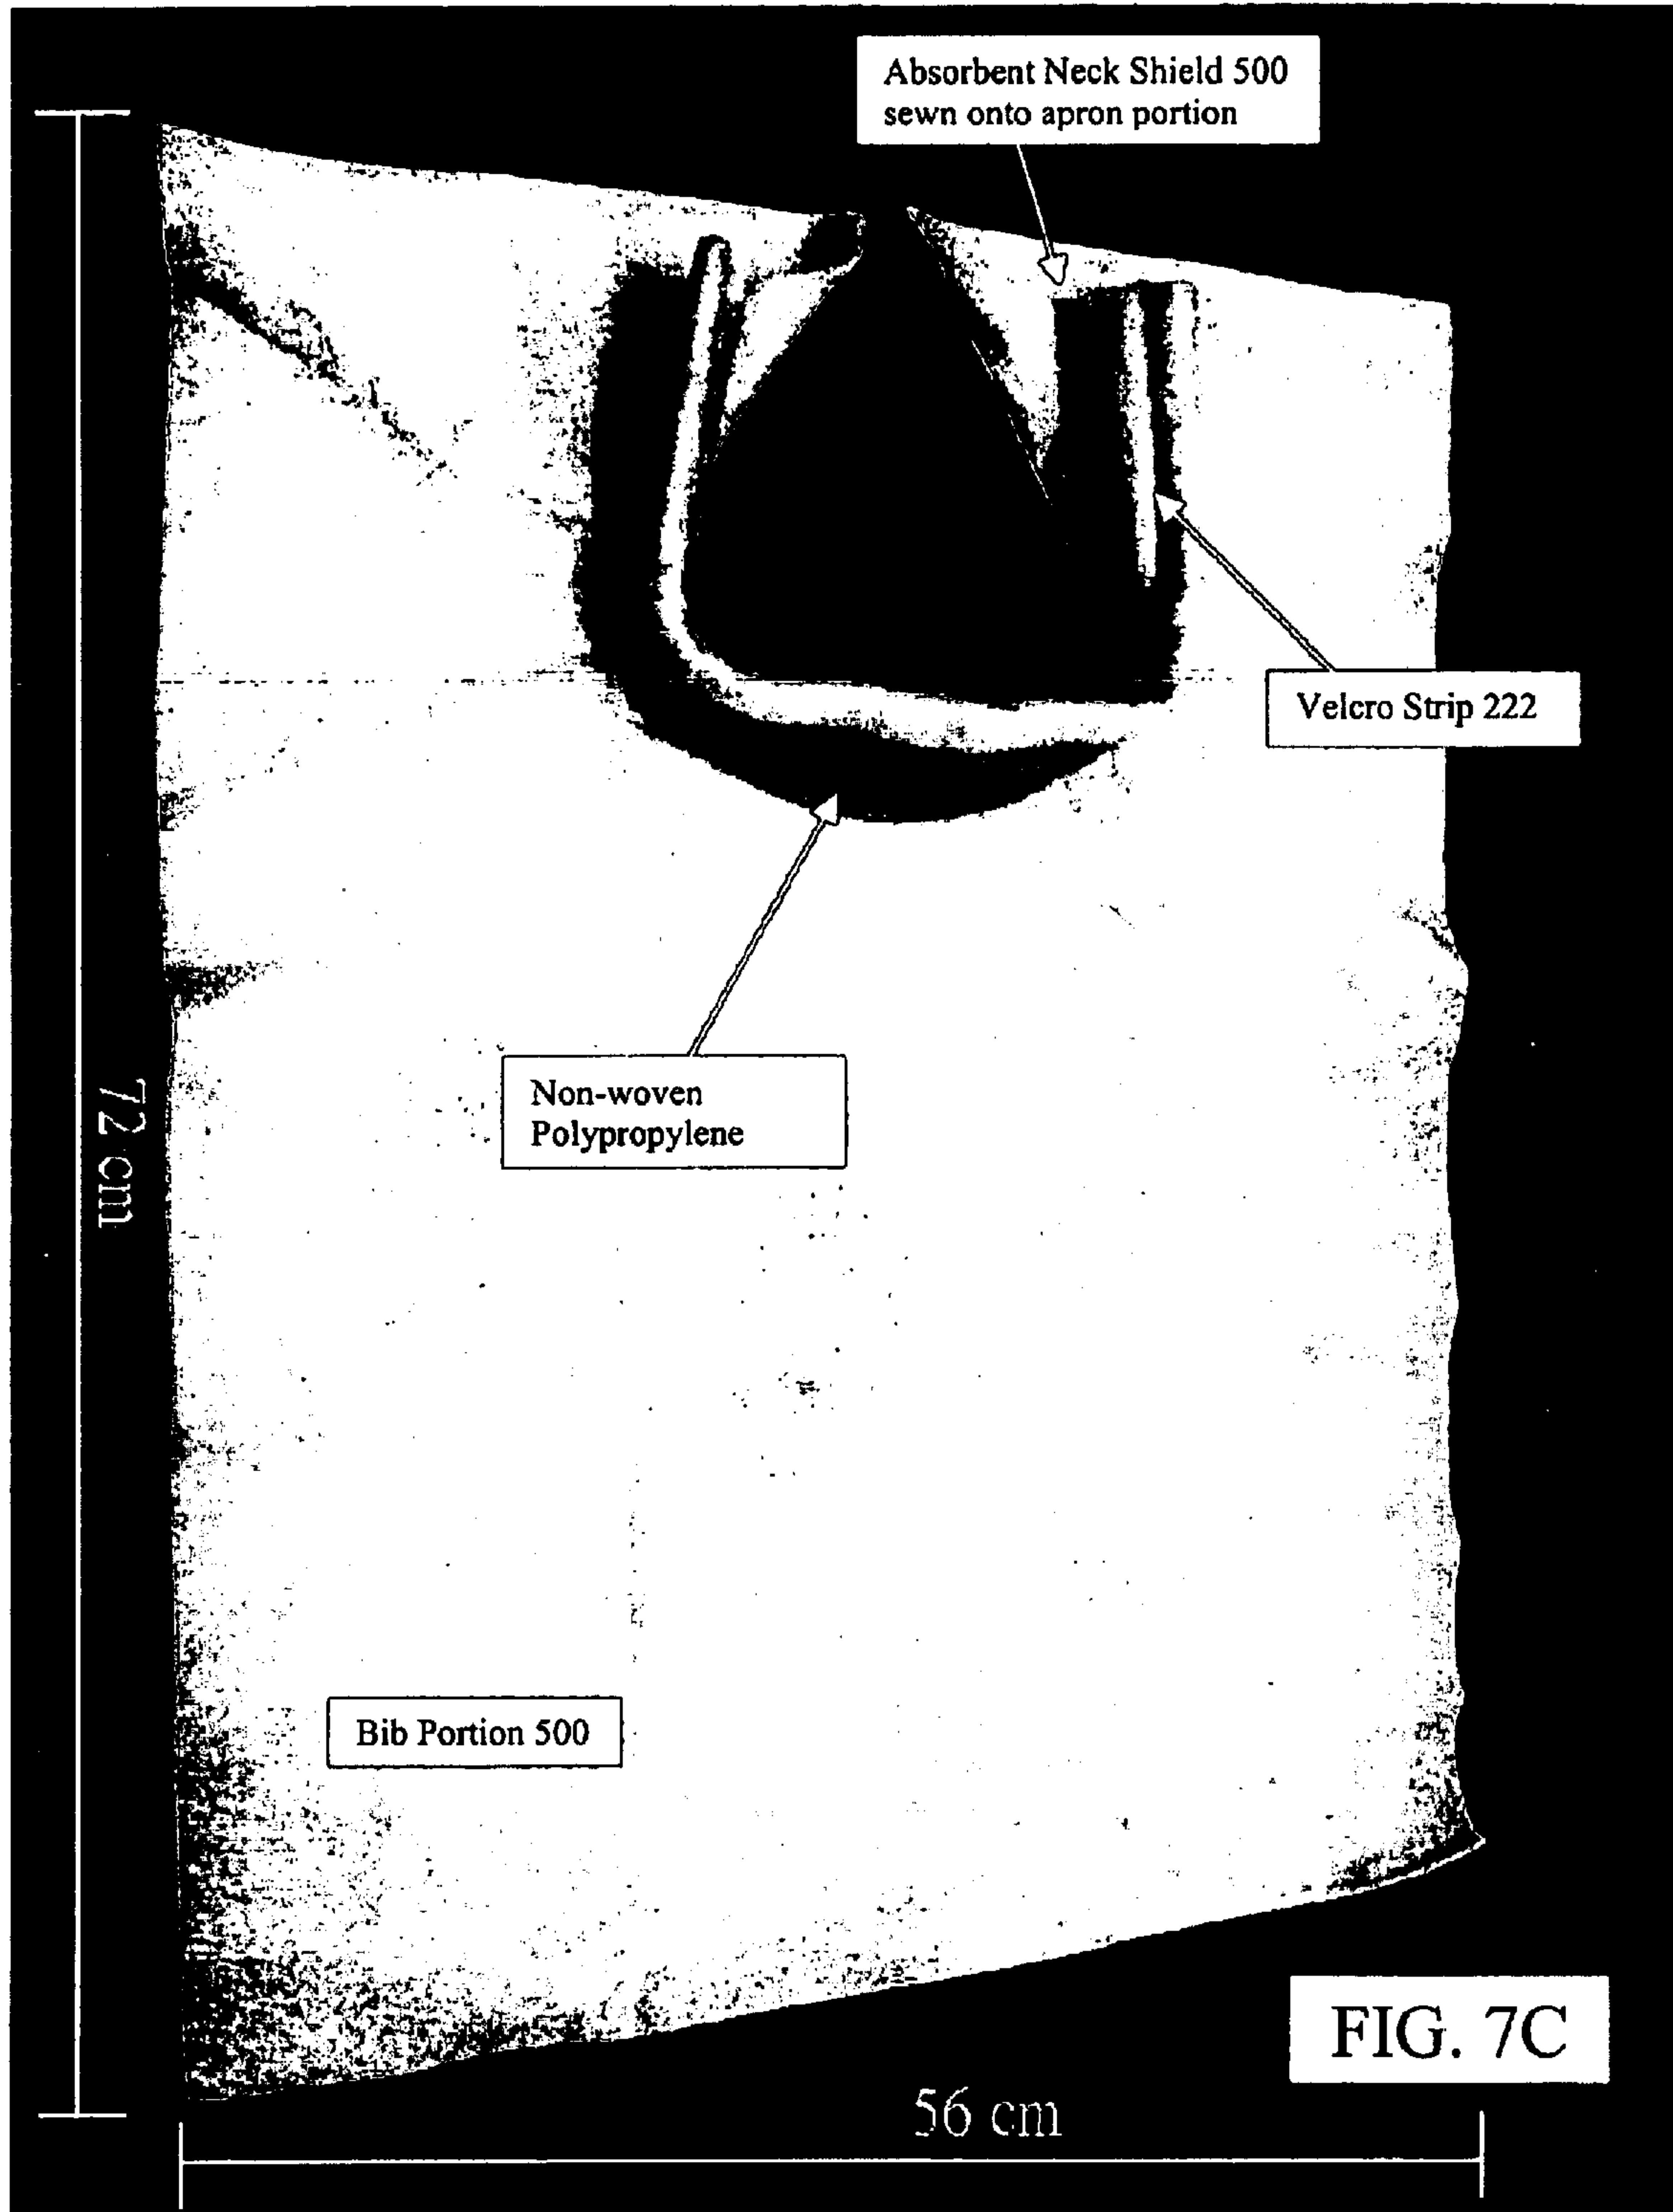 Absorbent Neck Shield 500
sewn onto apron portion
Velcro Strip 222
Non-woven
Polypropylene
72 cm
Bib Portion 500
FIG. 7C
56 cm